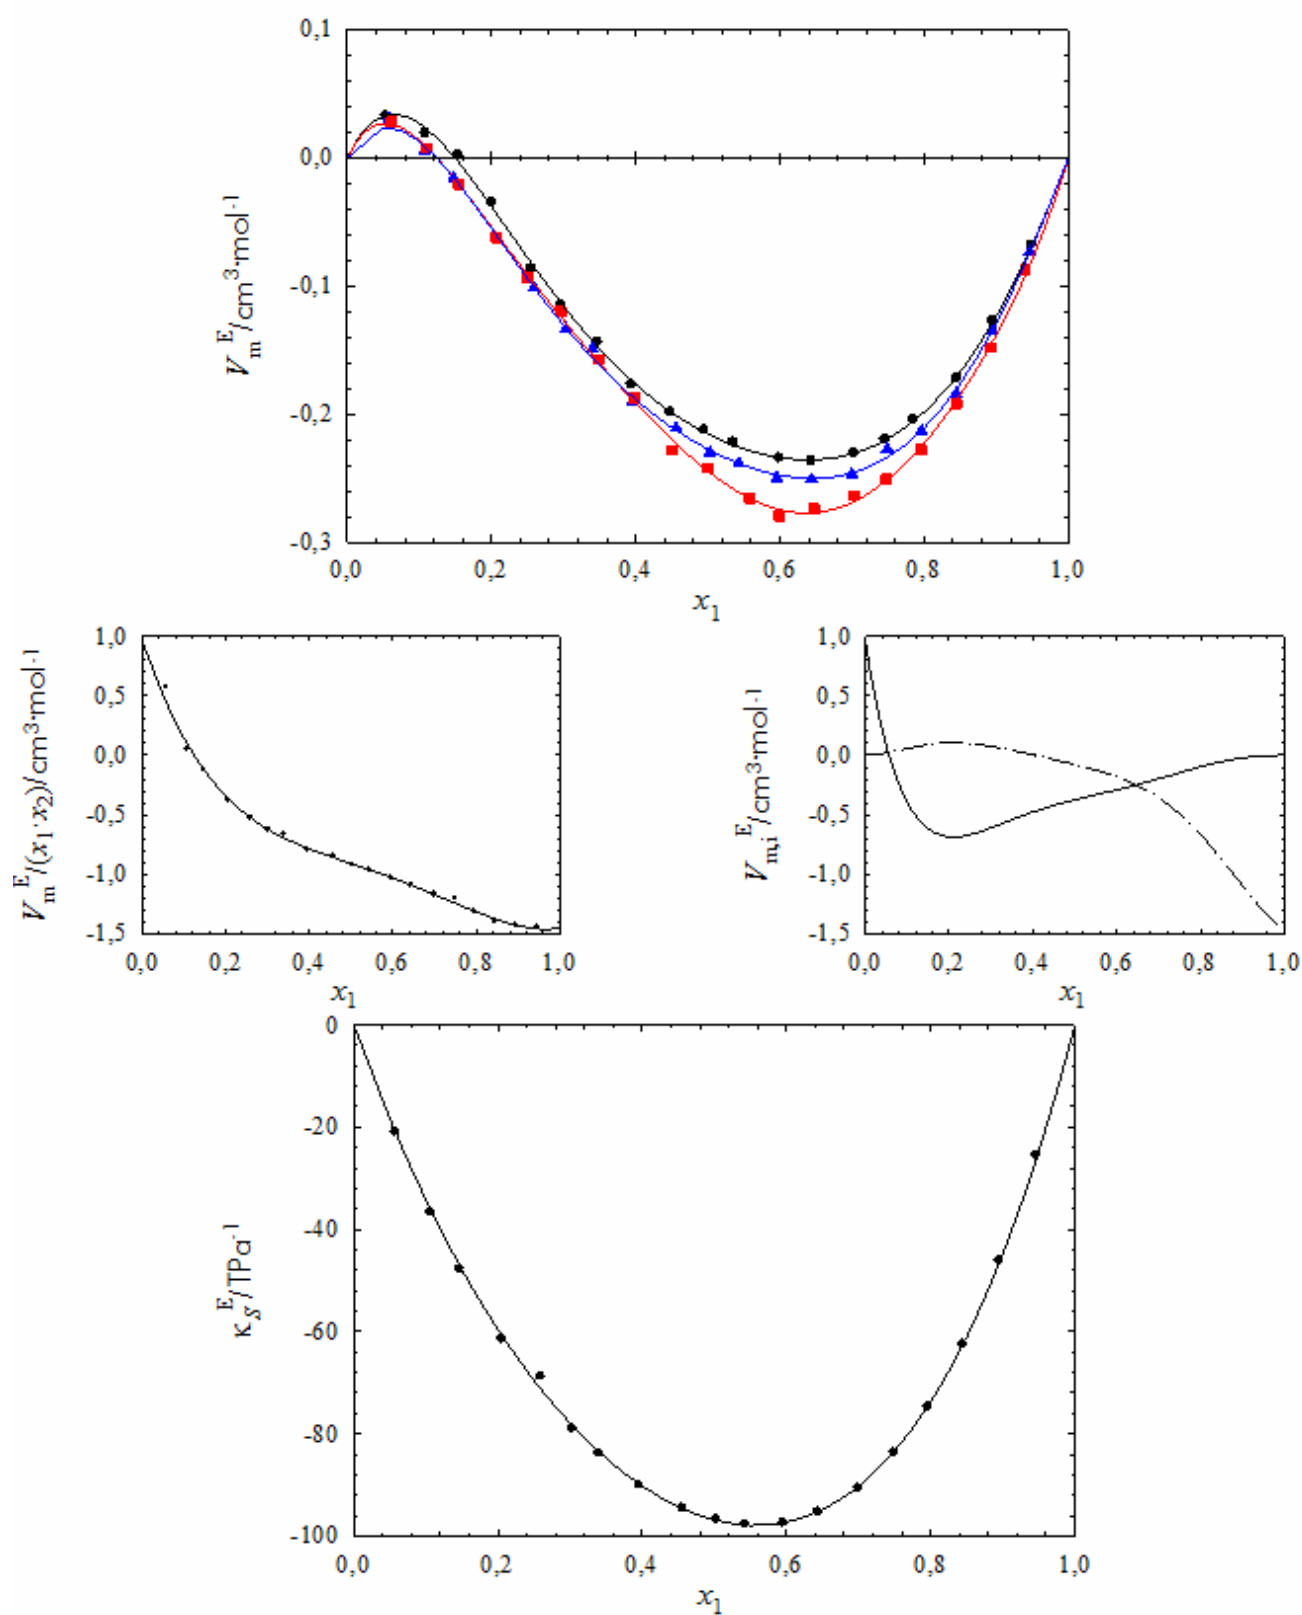 0,1
0,0
-0,1
-0,2
-0,3
V_m^E/cm³·mol⁻¹
0,0 0,2 0,4 0,6 0,8 1,0
x₁
1,0
0,5
0,0
-0,5
-1,0
-1,5
V_m^E/(x₁·x₂)/cm³·mol⁻¹
0,0 0,2 0,4 0,6 0,8 1,0
x₁
1,0
0,5
0,0
-0,5
-1,0
-1,5
V_m,i^E/cm³·mol⁻¹
0,0 0,2 0,4 0,6 0,8 1,0
x₁
0
-20
-40
-60
-80
-100
κ_S^E/TPa⁻¹
0,0 0,2 0,4 0,6 0,8 1,0
x₁